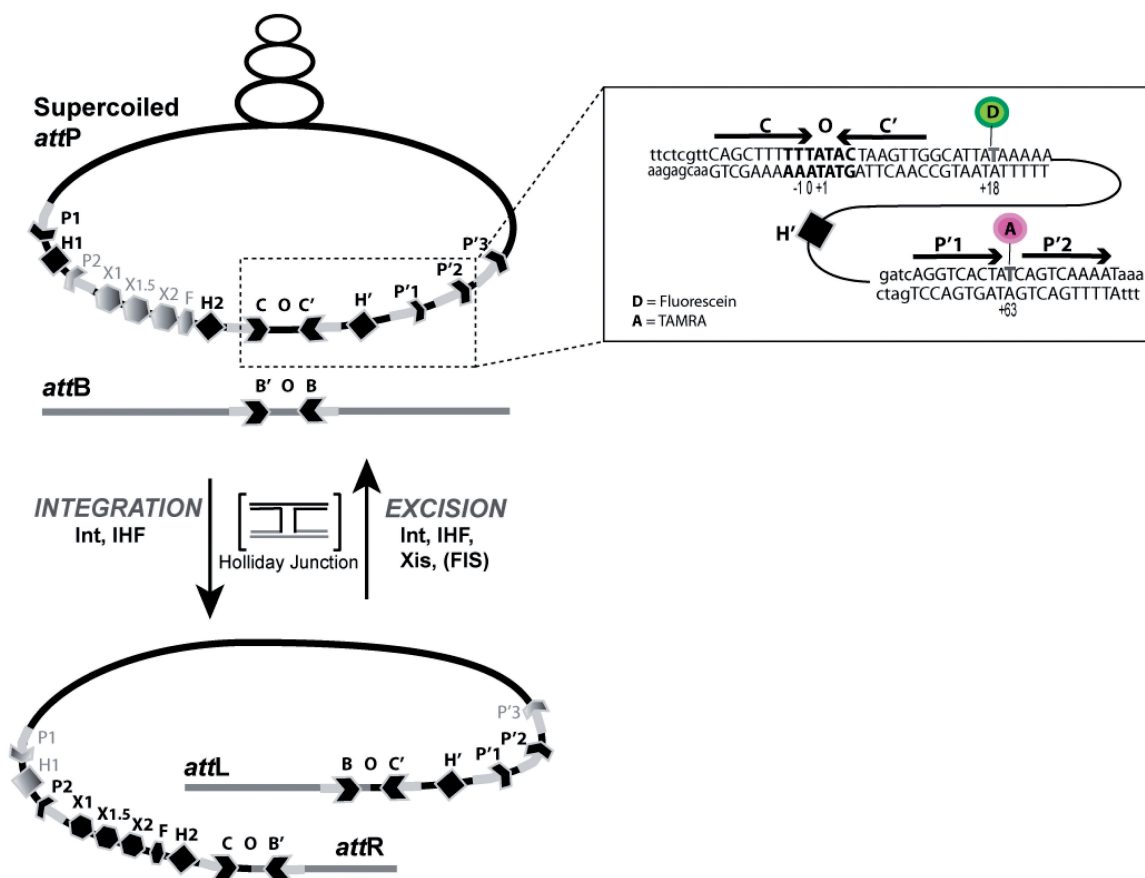 Supercoiled
attP
P1
H1
P2
X1
X1.5
X2
F
H2
C O C'
H'
P'1
P'2
P'3
D
C O C'
ttctcgttCAGCTTTTTTATACTAAGTTGGCATTATAAAAA
aagagcaaGTCGAAAAAAATATGATTCAACCGTAATATTTTT
-1 0 +1
+18
H'
A
P'1 P'2
gatcAGGTCACTATCAGTCAAAATaaa
ctagTCCAGTGATAGTCAGTTTTAttt
+63
D = Fluorescein
A = TAMRA
attB
B' O B
INTEGRATION
Int, IHF
Holliday Junction
EXCISION
Int, IHF,
Xis, (FIS)
P1
H1
P2
X1
X1.5
X2
F
H2
C O B'
attR
attL
B O C'
H'
P'1
P'2
P'3